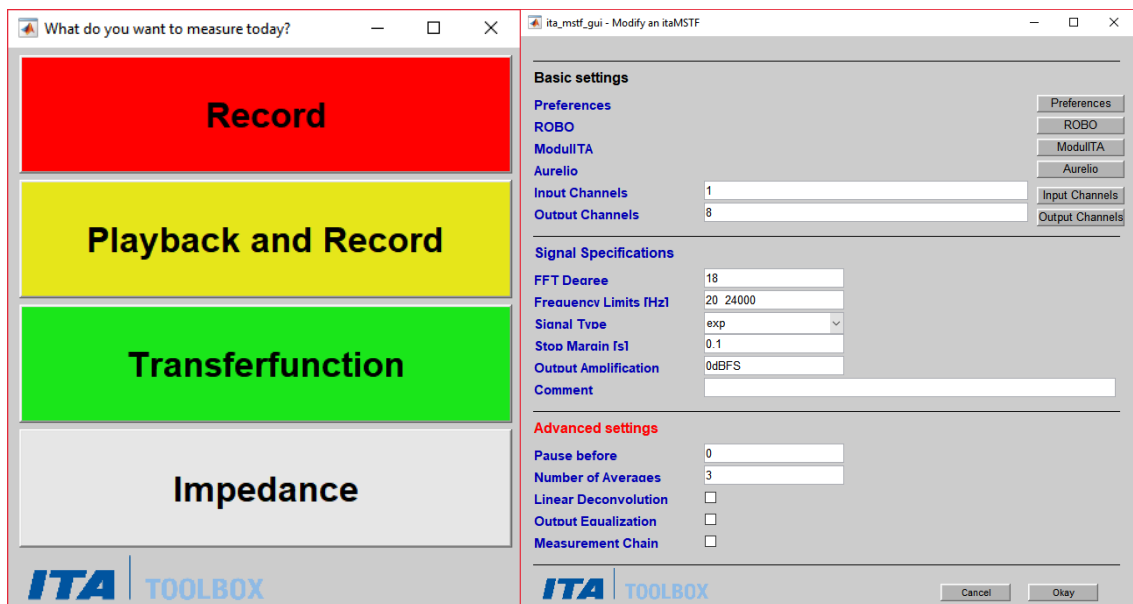 What do you want to measure today?
Record
Playback and Record
Transferfunction
Impedance
ITA TOOLBOX
ita_mstf_gui - Modify an itaMSTF
Basic settings
Preferences Preferences
ROBO ROBO
ModulITA ModulITA
Aurelio Aurelio
Input Channels 1 Input Channels
Output Channels 8 Output Channels
Signal Specifications
FFT Degree 18
Frequency Limits [Hz] 20 24000
Signal Type exp
Stop Margin [s] 0.1
Output Amplification 0dBFS
Comment
Advanced settings
Pause before 0
Number of Averages 3
Linear Deconvolution
Output Equalization
Measurement Chain
ITA TOOLBOX Cancel Okay